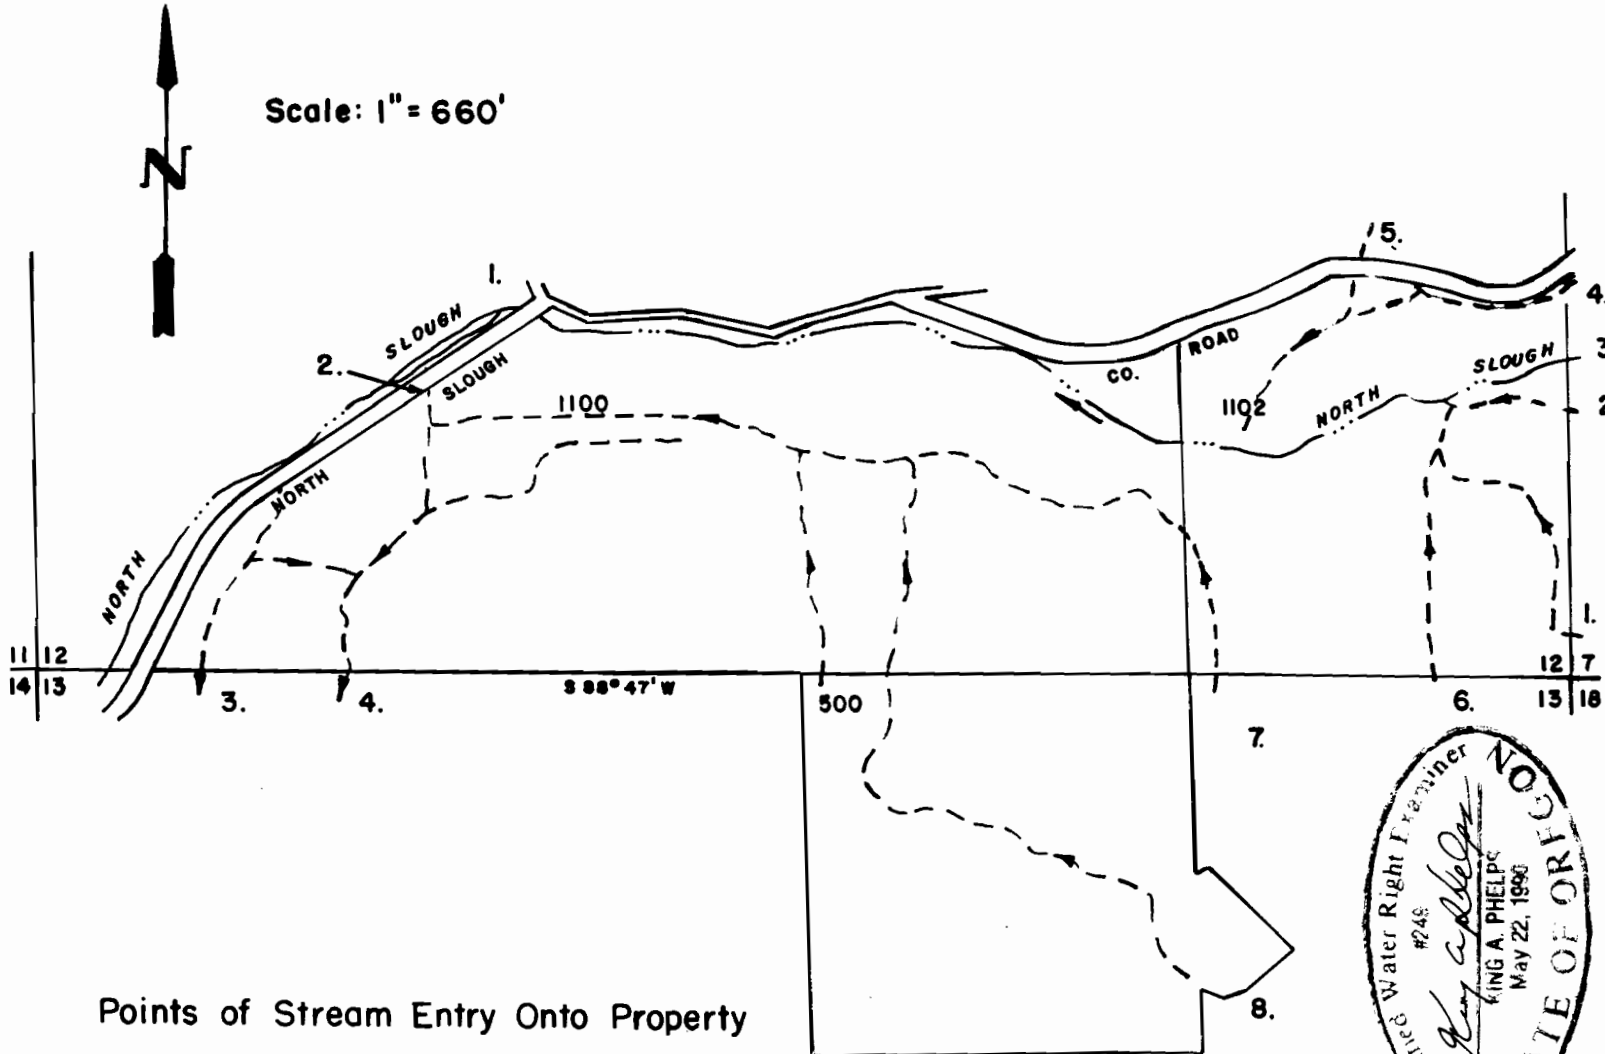 N
Scale: 1" = 660'
1.
SLOUGH
2.
SLOUGH
1100
NORTH
NORTH
5.
4.
ROAD
CO.
3
SLOUGH
1102
NORTH
2
1.
11 12
14 13
3.
4.
S 88° 47' W
500
7.
6.
12 7
13 18
8.
Water Right Examiner
#249
KING A. PHELPS
May 22, 1990
Points of Stream Entry Onto Property